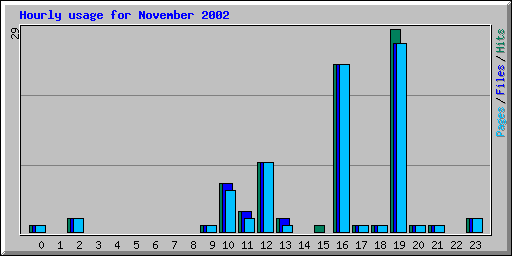 Hourly usage for November 2002
29
Pages/Files/Hits
0 1 2 3 4 5 6 7 8 9 10 11 12 13 14 15 16 17 18 19 20 21 22 23